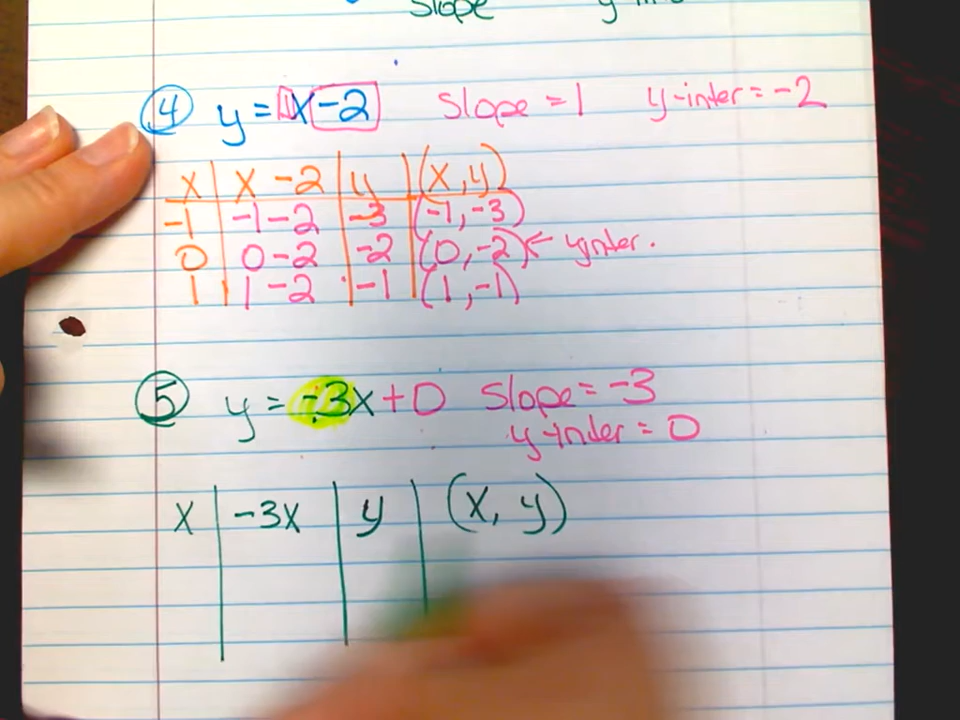 Slope
4 y = 1x -2 Slope = 1 y-inter = -2
x | x - 2 | y | (x, y)
-1 | -1 - 2 | -3 | (-1, -3)
0 | 0 - 2 | -2 | (0, -2) ← y inter.
1 | 1 - 2 | -1 | (1, -1)
5 y = -3x + 0 Slope = -3
y-inter = 0
x | -3x | y | (x, y)